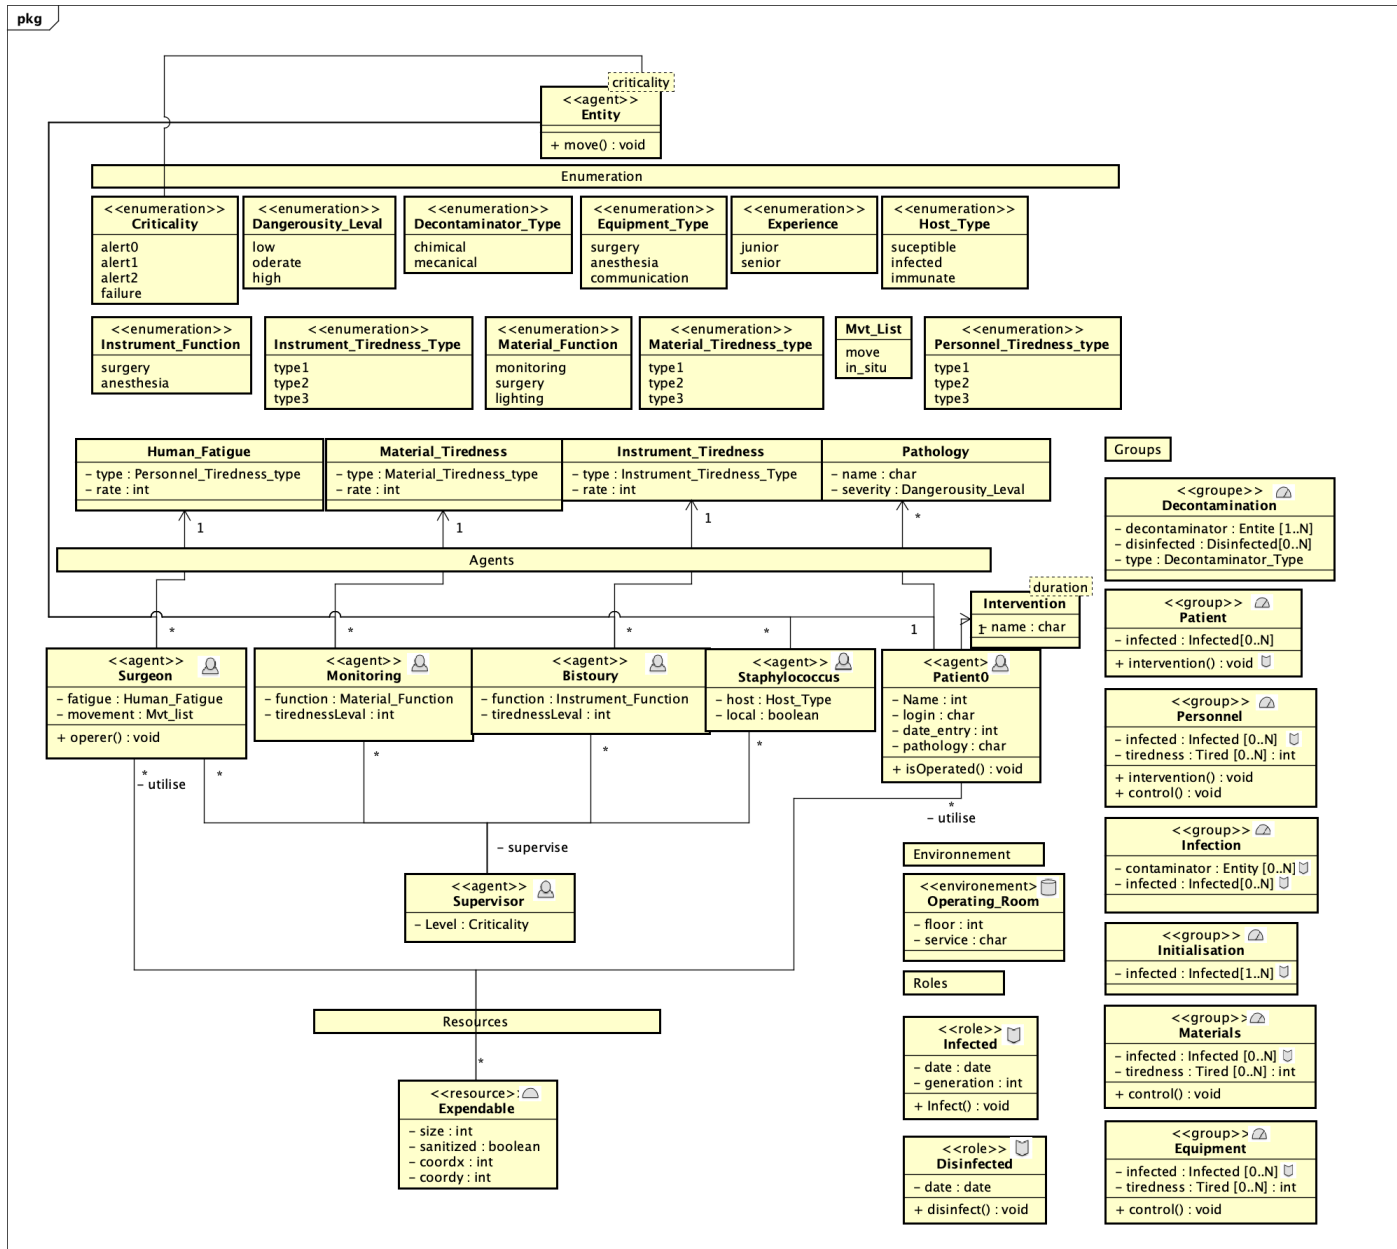 pkg
criticality
<<agent>>
Entity
+ move() : void
Enumeration
<<enumeration>>
Criticality
alert0
alert1
alert2
failure
<<enumeration>>
Dangerousity_Leval
low
oderate
high
<<enumeration>>
Decontaminator_Type
chimical
mecanical
<<enumeration>>
Equipment_Type
surgery
anesthesia
communication
<<enumeration>>
Experience
junior
senior
<<enumeration>>
Host_Type
suceptible
infected
immunate
<<enumeration>>
Instrument_Function
surgery
anesthesia
<<enumeration>>
Instrument_Tiredness_Type
type1
type2
type3
<<enumeration>>
Material_Function
monitoring
surgery
lighting
<<enumeration>>
Material_Tiredness_type
type1
type2
type3
Mvt_List
move
in_situ
<<enumeration>>
Personnel_Tiredness_type
type1
type2
type3
Human_Fatigue
– type : Personnel_Tiredness_type
– rate : int
Material_Tiredness
– type : Material_Tiredness_type
– rate : int
Instrument_Tiredness
– type : Instrument_Tiredness_Type
– rate : int
Pathology
– name : char
– severity : Dangerousity_Leval
1
1
1
*
Agents
duration
Intervention
– name : char
*
*
*
*
1
1
<<agent>>
Surgeon
– fatigue : Human_Fatigue
– movement : Mvt_list
+ operer() : void
<<agent>>
Monitoring
– function : Material_Function
– tirednessLeval : int
<<agent>>
Bistoury
– function : Instrument_Function
– tirednessLeval : int
<<agent>>
Staphylococcus
– host : Host_Type
– local : boolean
<<agent>>
Patient0
– Name : int
– login : char
– date_entry : int
– pathology : char
+ isOperated() : void
*
– utilise
*
*
*
*
*
– utilise
– supervise
<<agent>>
Supervisor
– Level : Criticality
Resources
*
<<resource>>
Expendable
– size : int
– sanitized : boolean
– coordx : int
– coordy : int
Environnement
<<environement>>
Operating_Room
– floor : int
– service : char
Roles
<<role>>
Infected
– date : date
– generation : int
+ Infect() : void
<<role>>
Disinfected
– date : date
+ disinfect() : void
Groups
<<groupe>>
Decontamination
– decontaminator : Entite [1..N]
– disinfected : Disinfected[0..N]
– type : Decontaminator_Type
<<group>>
Patient
– infected : Infected[0..N]
+ intervention() : void
<<group>>
Personnel
– infected : Infected [0..N]
– tiredness : Tired [0..N] : int
+ intervention() : void
+ control() : void
<<group>>
Infection
– contaminator : Entity [0..N]
– infected : Infected[0..N]
<<group>>
Initialisation
– infected : Infected[1..N]
<<group>>
Materials
– infected : Infected [0..N]
– tiredness : Tired [0..N] : int
+ control() : void
<<group>>
Equipment
– infected : Infected [0..N]
– tiredness : Tired [0..N] : int
+ control() : void